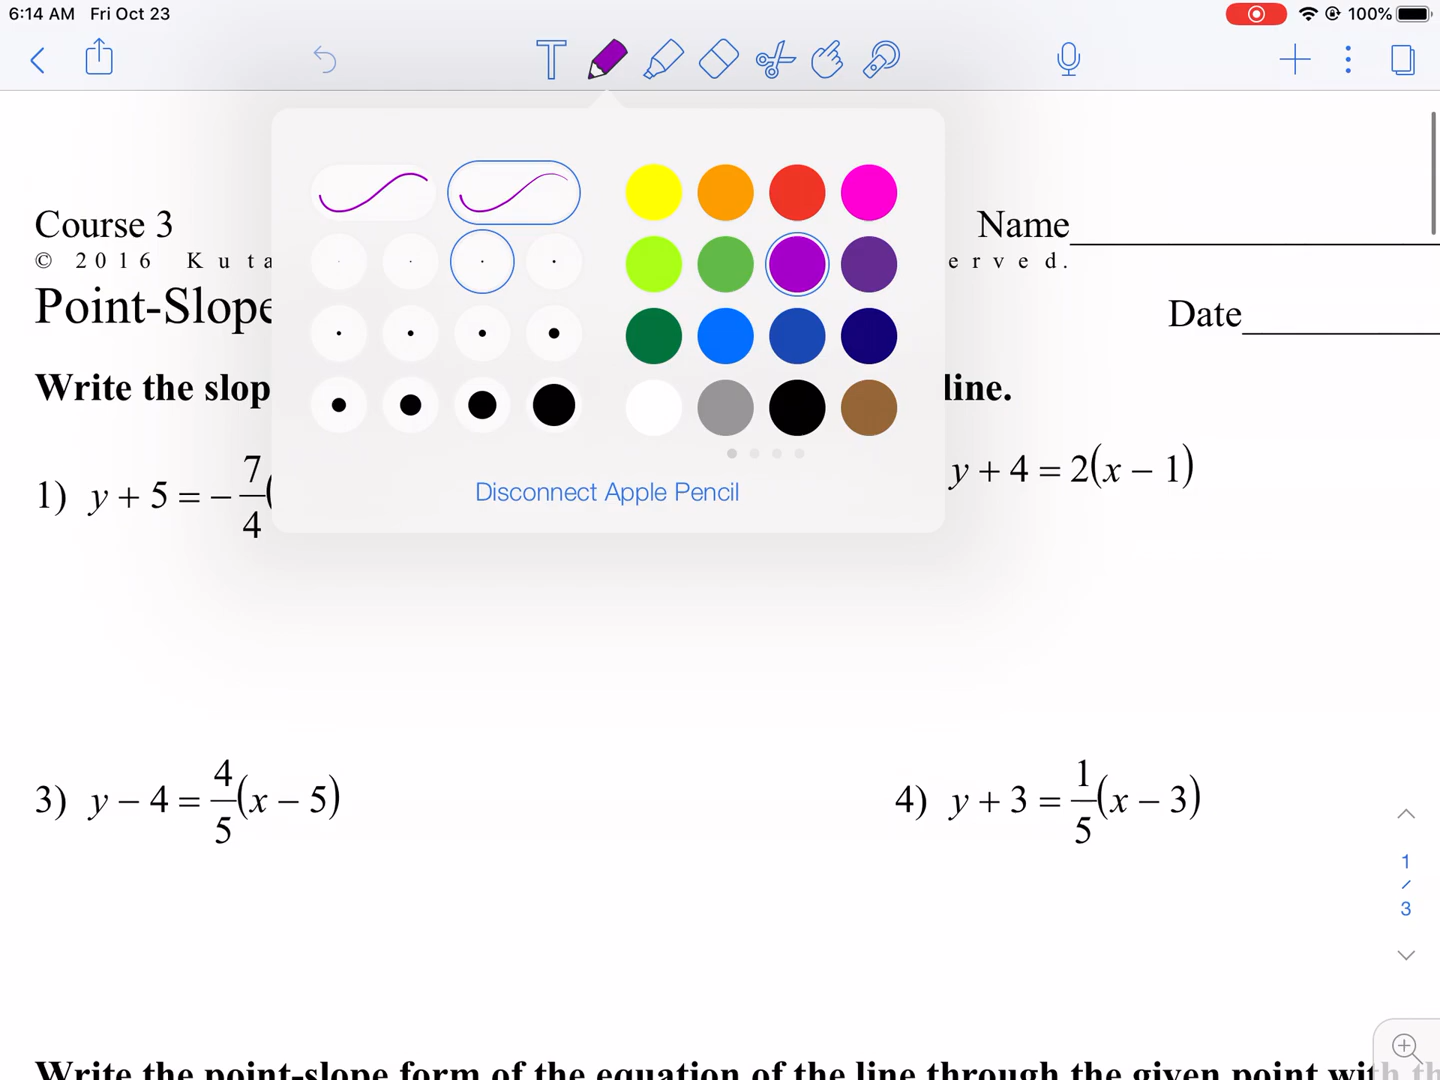 6:14 AM Fri Oct 23 100%
Course 3 Name
© 2016 Kuta erved.
Point-Slope Date
Write the slop line.
1) y + 5 = -7/4( y + 4 = 2(x − 1)
Disconnect Apple Pencil
3) y − 4 = 4/5(x − 5) 4) y + 3 = 1/5(x − 3)
1
/
3
Write the point-slope form of the equation of the line through the given point with th